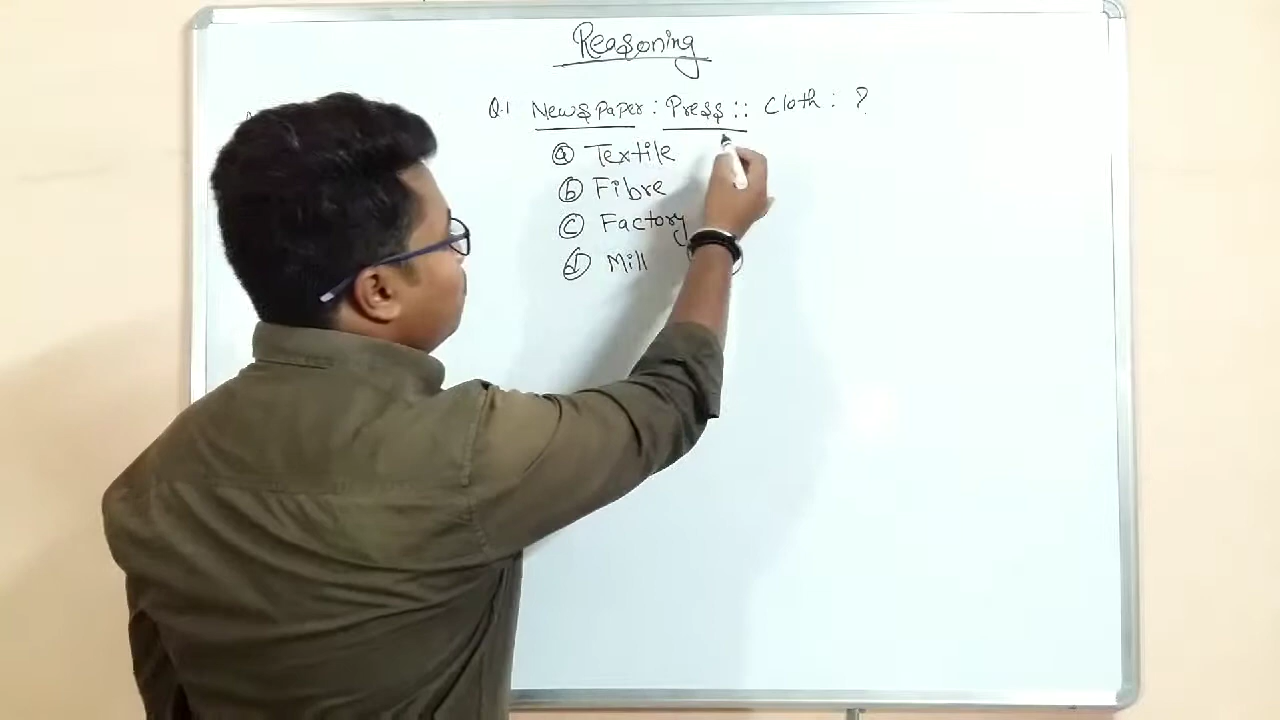 Reasoning
Q.1 Newspaper : Press :: Cloth : ?
ⓐ Textile
ⓑ Fibre
ⓒ Factory
ⓓ Mill